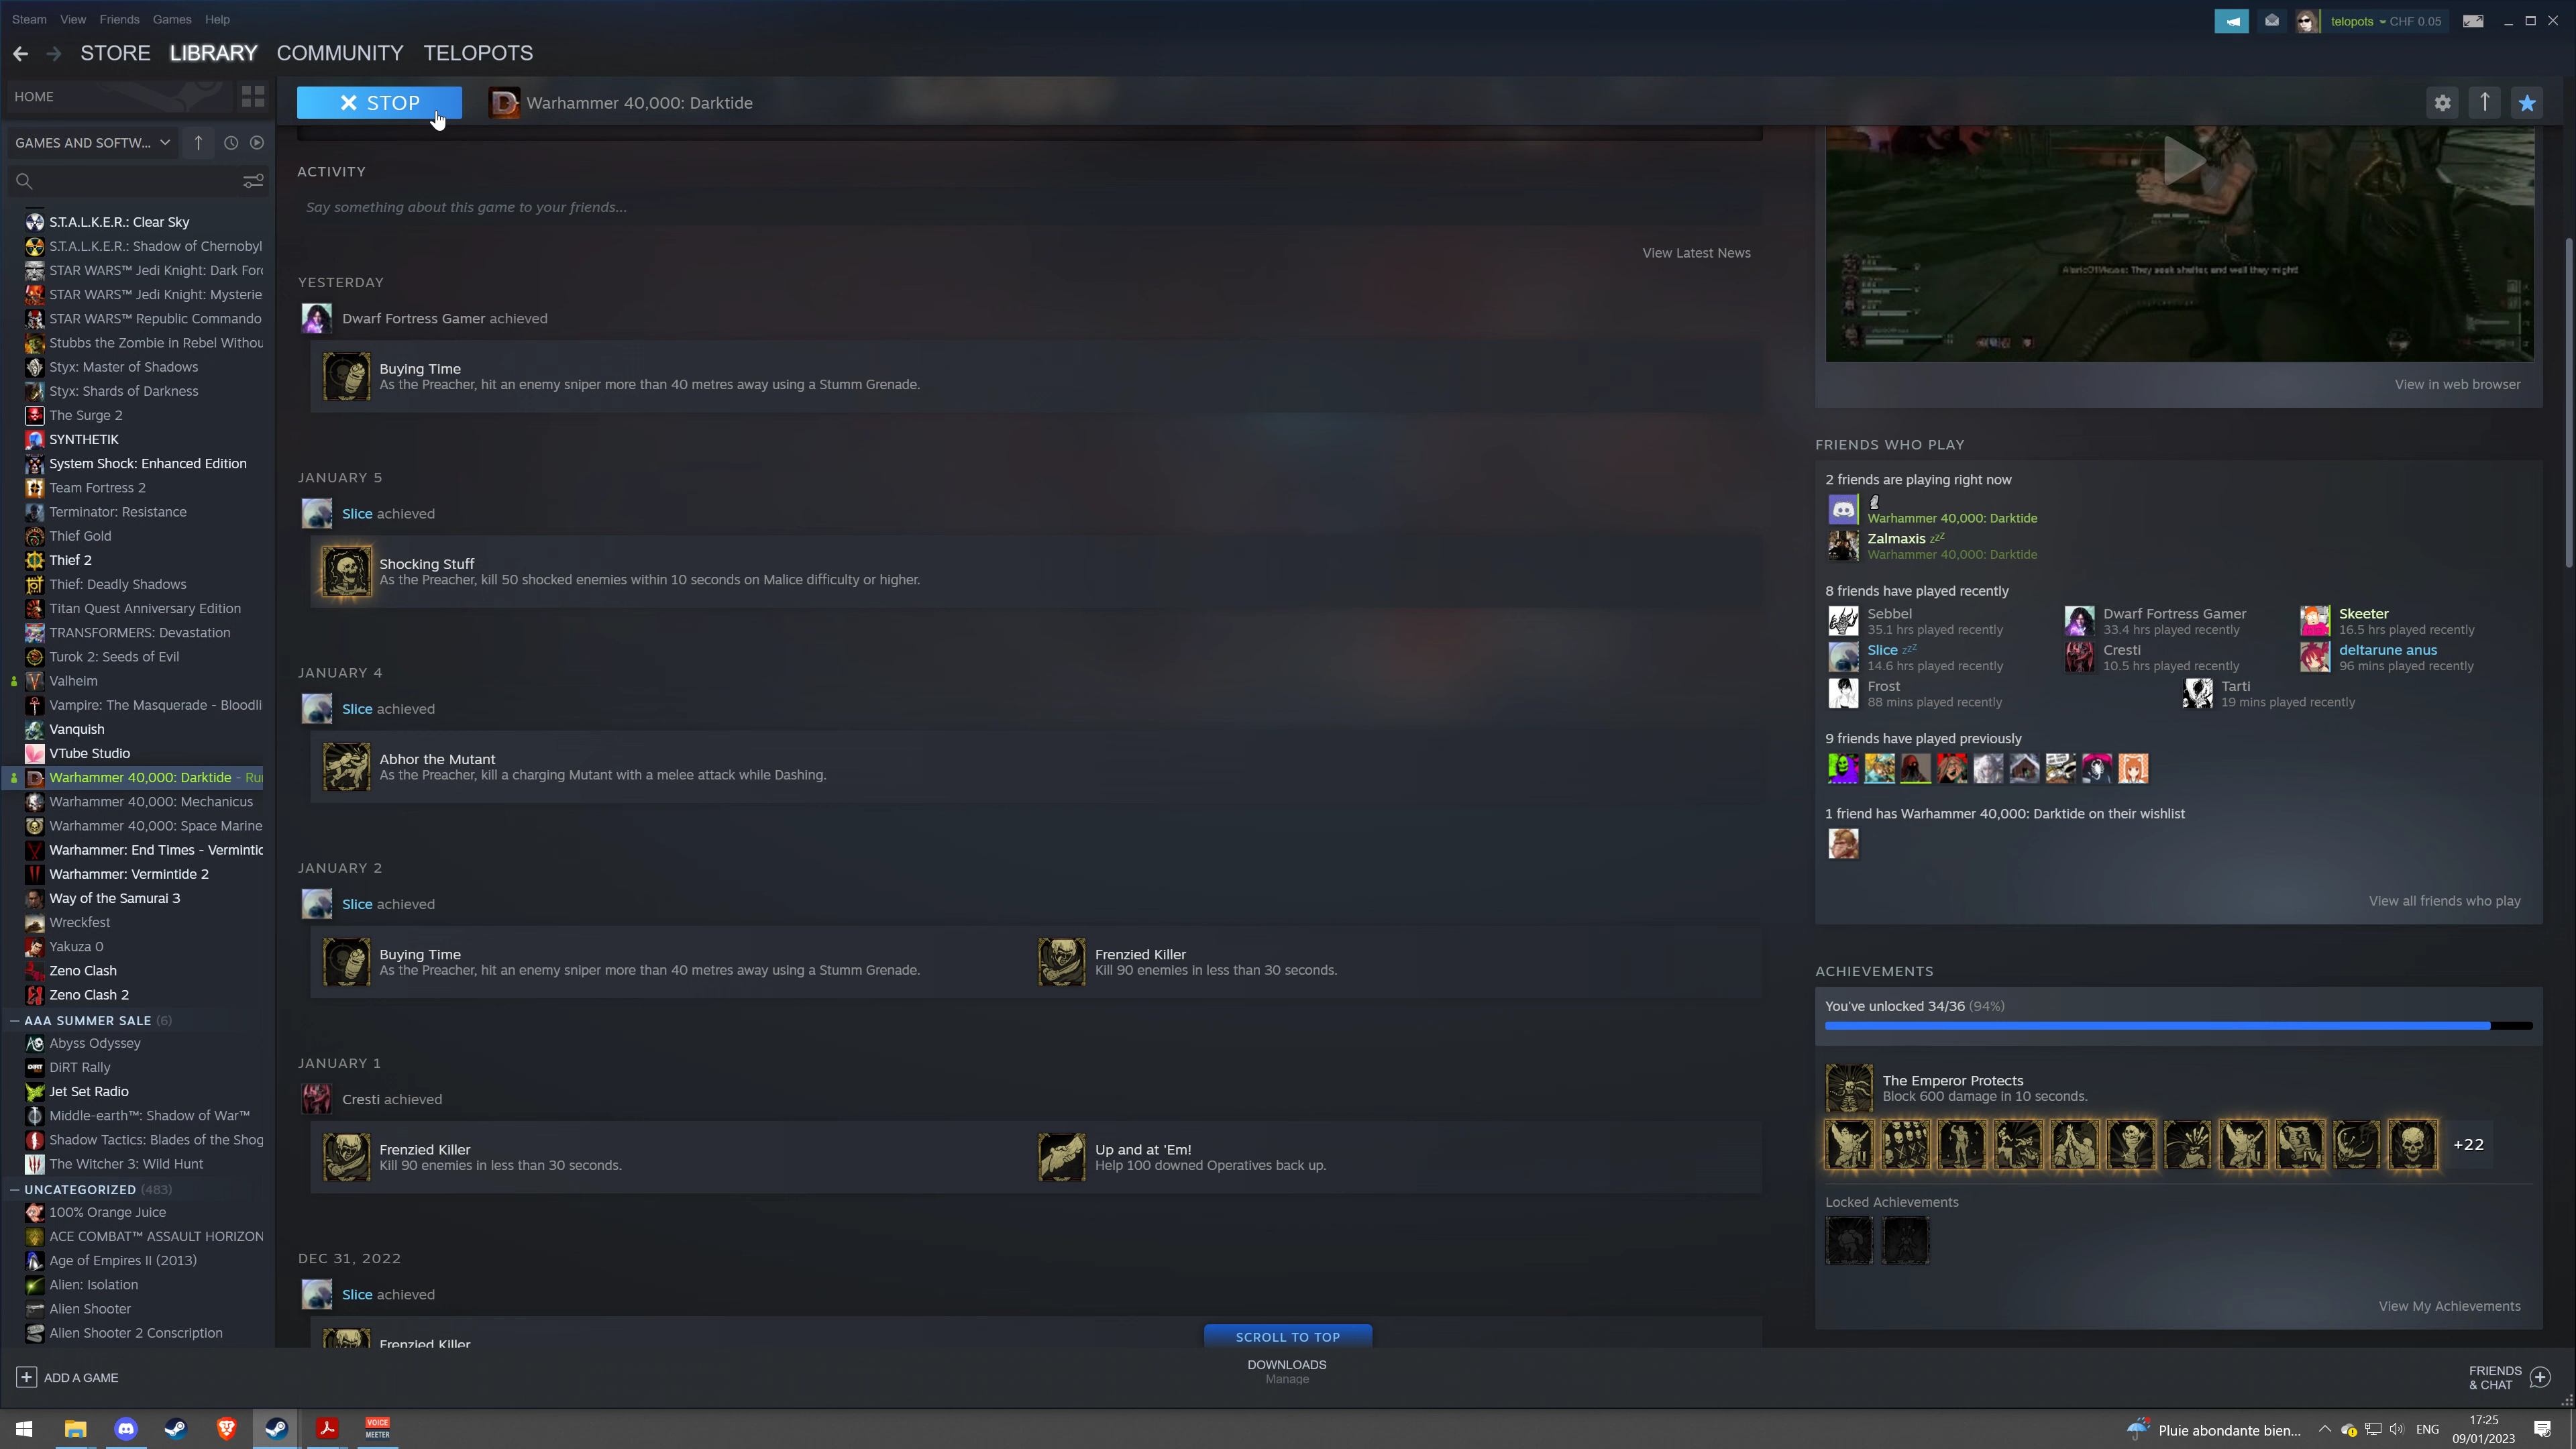 Steam View Friends Games Help
telopots CHF 0.05
STORE LIBRARY COMMUNITY TELOPOTS
HOME
STOP
Warhammer 40,000: Darktide
GAMES AND SOFTW...
S.T.A.L.K.E.R.: Clear Sky
S.T.A.L.K.E.R.: Shadow of Chernobyl
STAR WARS™ Jedi Knight: Dark Forc
STAR WARS™ Jedi Knight: Mysterie
STAR WARS™ Republic Commando
Stubbs the Zombie in Rebel Withou
Styx: Master of Shadows
Styx: Shards of Darkness
The Surge 2
SYNTHETIK
System Shock: Enhanced Edition
Team Fortress 2
Terminator: Resistance
Thief Gold
Thief 2
Thief: Deadly Shadows
Titan Quest Anniversary Edition
TRANSFORMERS: Devastation
Turok 2: Seeds of Evil
Valheim
Vampire: The Masquerade - Bloodli
Vanquish
VTube Studio
Warhammer 40,000: Darktide - Ru
Warhammer 40,000: Mechanicus
Warhammer 40,000: Space Marine
Warhammer: End Times - Vermintic
Warhammer: Vermintide 2
Way of the Samurai 3
Wreckfest
Yakuza 0
Zeno Clash
Zeno Clash 2
— AAA SUMMER SALE (6)
Abyss Odyssey
DiRT Rally
Jet Set Radio
Middle-earth™: Shadow of War™
Shadow Tactics: Blades of the Shog
The Witcher 3: Wild Hunt
— UNCATEGORIZED (483)
100% Orange Juice
ACE COMBAT™ ASSAULT HORIZON
Age of Empires II (2013)
Alien: Isolation
Alien Shooter
Alien Shooter 2 Conscription
ACTIVITY
Say something about this game to your friends...
View Latest News
YESTERDAY
Dwarf Fortress Gamer achieved
Buying Time
As the Preacher, hit an enemy sniper more than 40 metres away using a Stumm Grenade.
JANUARY 5
Slice achieved
Shocking Stuff
As the Preacher, kill 50 shocked enemies within 10 seconds on Malice difficulty or higher.
JANUARY 4
Slice achieved
Abhor the Mutant
As the Preacher, kill a charging Mutant with a melee attack while Dashing.
JANUARY 2
Slice achieved
Buying Time
As the Preacher, hit an enemy sniper more than 40 metres away using a Stumm Grenade.
Frenzied Killer
Kill 90 enemies in less than 30 seconds.
JANUARY 1
Cresti achieved
Frenzied Killer
Kill 90 enemies in less than 30 seconds.
Up and at 'Em!
Help 100 downed Operatives back up.
DEC 31, 2022
Slice achieved
Frenzied Killer
SCROLL TO TOP
They seek shelter, and well they might!
View in web browser
FRIENDS WHO PLAY
2 friends are playing right now
Warhammer 40,000: Darktide
Zalmaxis zzZ
Warhammer 40,000: Darktide
8 friends have played recently
Sebbel
35.1 hrs played recently
Dwarf Fortress Gamer
33.4 hrs played recently
Skeeter
16.5 hrs played recently
Slice zzZ
14.6 hrs played recently
Cresti
10.5 hrs played recently
deltarune anus
96 mins played recently
Frost
88 mins played recently
Tarti
19 mins played recently
9 friends have played previously
1 friend has Warhammer 40,000: Darktide on their wishlist
View all friends who play
ACHIEVEMENTS
You've unlocked 34/36 (94%)
The Emperor Protects
Block 600 damage in 10 seconds.
+22
Locked Achievements
View My Achievements
ADD A GAME
DOWNLOADS
Manage
FRIENDS
& CHAT
VOICE
MEETER
Pluie abondante bien...
ENG
17:25
09/01/2023